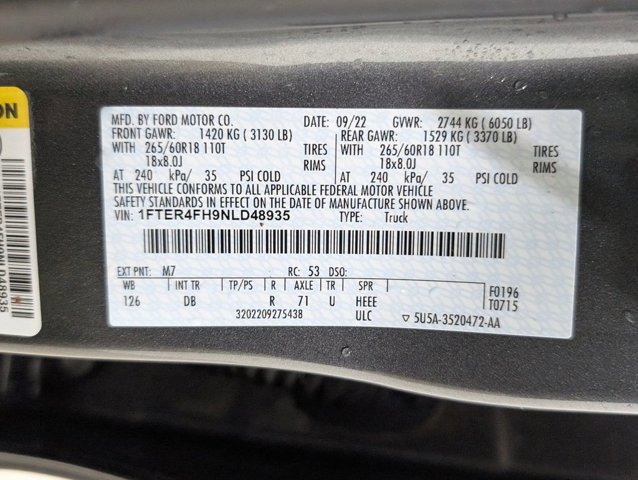 MFD. BY FORD MOTOR CO. DATE: 09/22 GVWR: 2744 KG ( 6050 LB)
FRONT GAWR: 1420 KG ( 3130 LB) REAR GAWR: 1529 KG ( 3370 LB)
WITH 265/60R18 110T TIRES WITH 265/60R18 110T TIRES
18x8.0J RIMS 18x8.0J RIMS
AT 240 kPa/ 35 PSI COLD AT 240 kPa/ 35 PSI COLD
THIS VEHICLE CONFORMS TO ALL APPLICABLE FEDERAL MOTOR VEHICLE
SAFETY STANDARDS IN EFFECT ON THE DATE OF MANUFACTURE SHOWN ABOVE.
VIN: 1FTER4FH9NLD48935 TYPE: Truck
EXT PNT: M7 RC: 53 DSO:
WB INT TR TP/PS R AXLE TR SPR F0196
126 DB R 71 U HEEE T0715
3202209275438 ULC 5U5A-3520472-AA